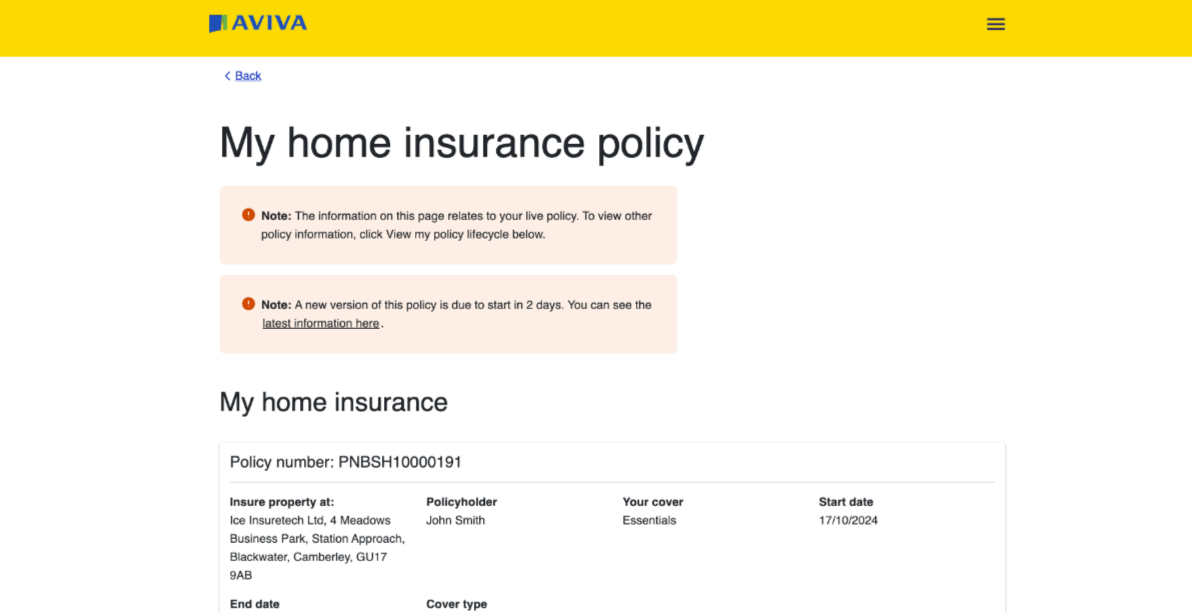 AVIVA
Back
My home insurance policy
Note: The information on this page relates to your live policy. To view other
policy information, click View my policy lifecycle below.
Note: A new version of this policy is due to start in 2 days. You can see the
latest information here.
My home insurance
Policy number: PNBSH10000191
Insure property at:
Ice Insuretech Ltd, 4 Meadows
Business Park, Station Approach,
Blackwater, Camberley, GU17
9AB
Policyholder
John Smith
Your cover
Essentials
Start date
17/10/2024
End date
Cover type